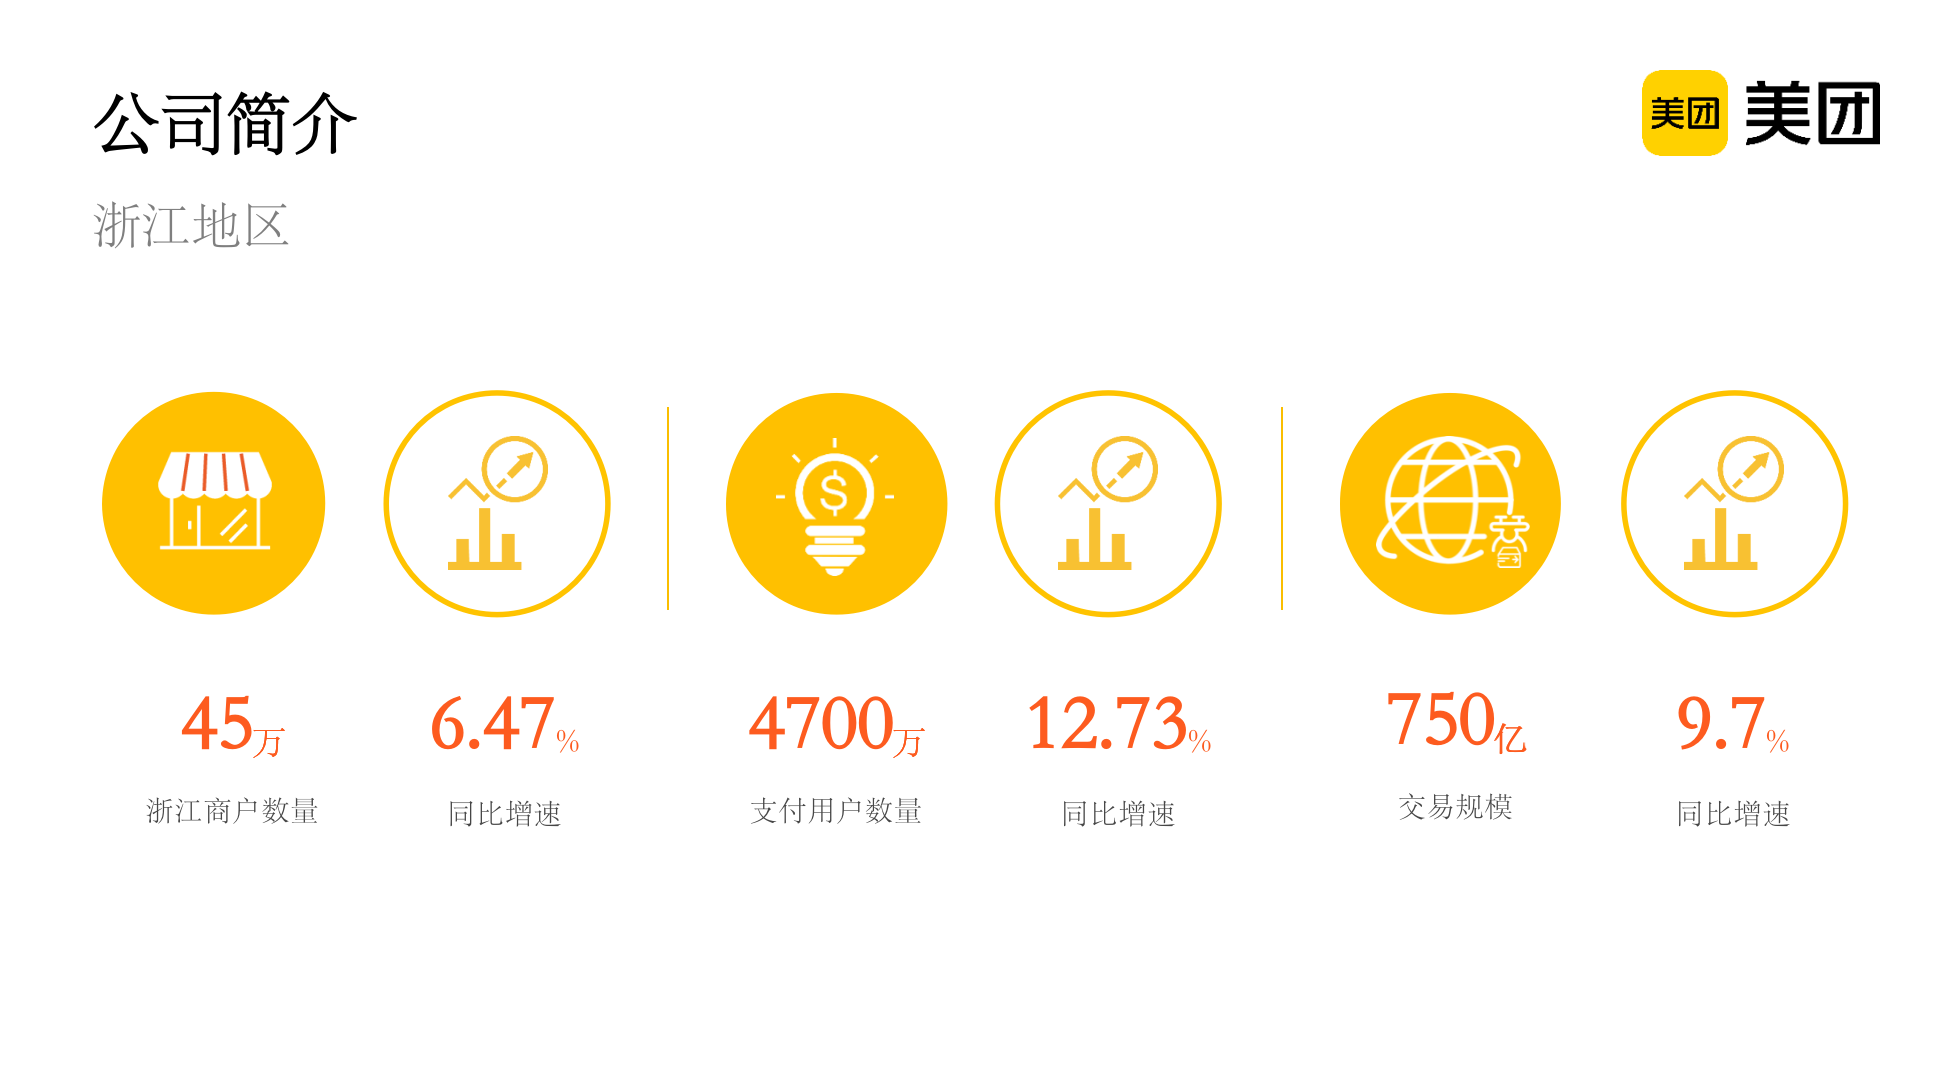 公司简介
美团 美团
浙江地区
$
45万
6.47%
4700万
12.73%
750亿
9.7%
浙江商户数量
同比增速
支付用户数量
同比增速
交易规模
同比增速